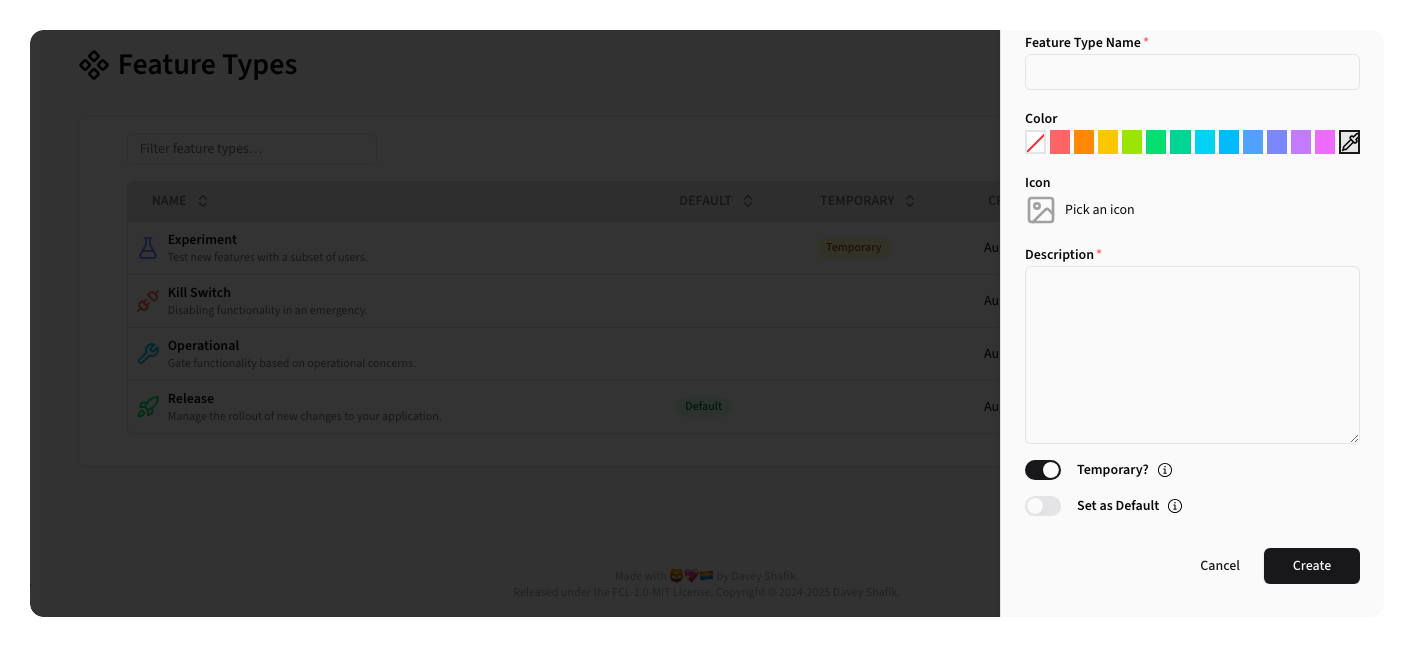 Feature Types
Filter feature types…
NAME DEFAULT TEMPORARY
Experiment
Test new features with a subset of users.
Temporary
Au
Kill Switch
Disabling functionality in an emergency.
Au
Operational
Gate functionality based on operational concerns.
Au
Release
Manage the rollout of new changes to your application.
Default
Au
Made with 🦁💖🏳️‍🌈 by Davey Shafik.
Released under the FCL-1.0-MIT License. Copyright © 2024-2025 Davey Shafik.
Feature Type Name *
Color
Icon
Pick an icon
Description *
Temporary?
Set as Default
Cancel Create